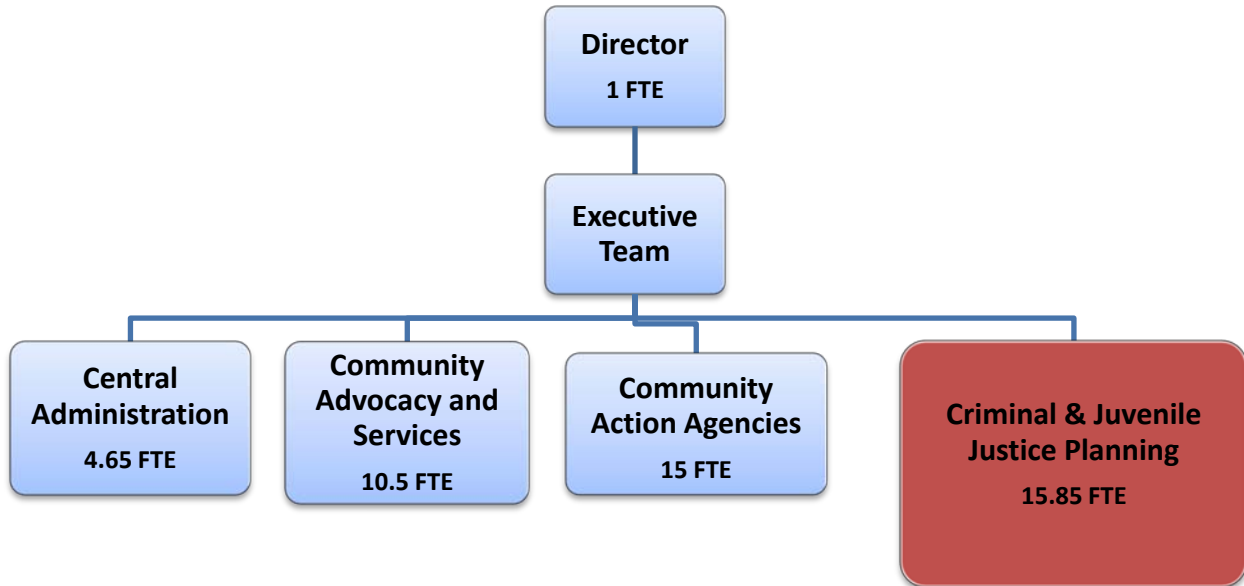 Director
1 FTE
Executive
Team
Central
Administration
4.65 FTE
Community
Advocacy and
Services
10.5 FTE
Community
Action Agencies
15 FTE
Criminal & Juvenile
Justice Planning
15.85 FTE